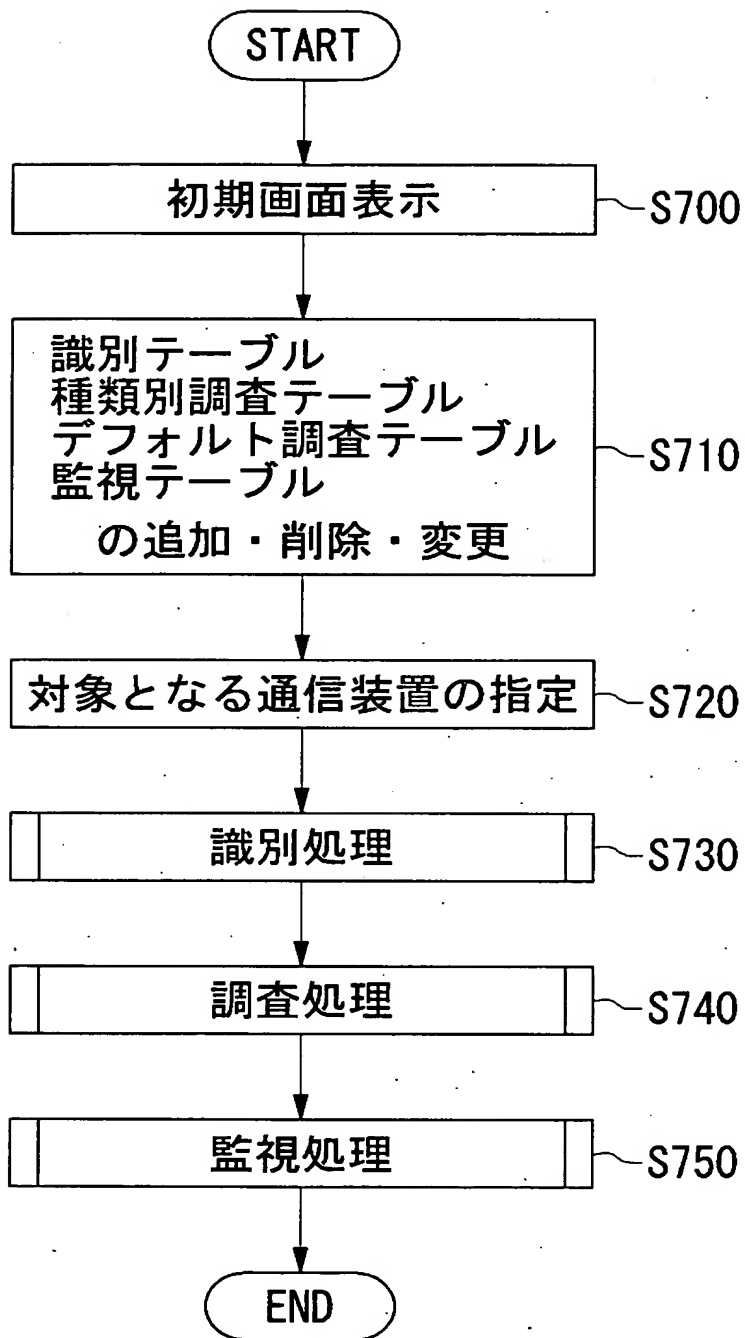 START
初期画面表示
S700
識別テーブル
種類別調査テーブル
デフォルト調査テーブル
監視テーブル
の追加・削除・変更
S710
対象となる通信装置の指定
S720
識別処理
S730
調査処理
S740
監視処理
S750
END